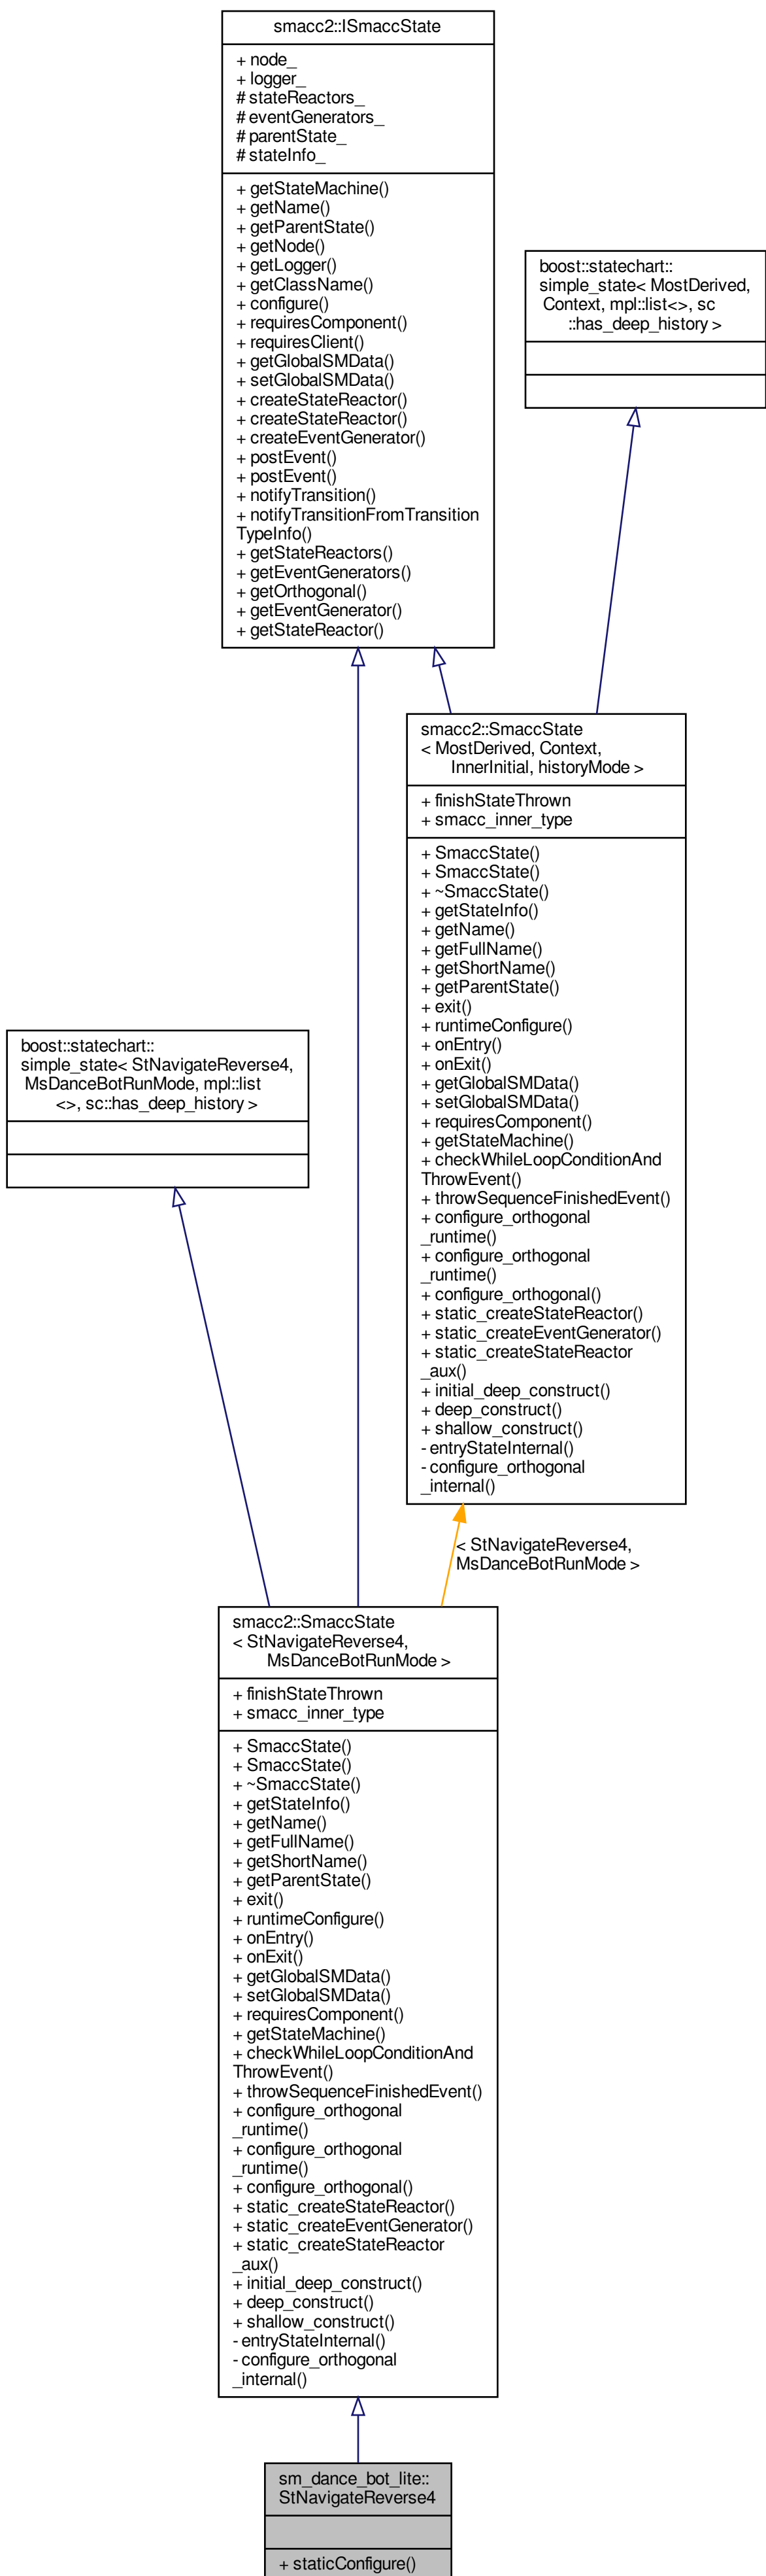 smacc2::ISmaccState
+ node_
+ logger_
# stateReactors_
# eventGenerators_
# parentState_
# stateInfo_
+ getStateMachine()
+ getName()
+ getParentState()
+ getNode()
+ getLogger()
+ getClassName()
+ configure()
+ requiresComponent()
+ requiresClient()
+ getGlobalSMData()
+ setGlobalSMData()
+ createStateReactor()
+ createStateReactor()
+ createEventGenerator()
+ postEvent()
+ postEvent()
+ notifyTransition()
+ notifyTransitionFromTransition
TypeInfo()
+ getStateReactors()
+ getEventGenerators()
+ getOrthogonal()
+ getEventGenerator()
+ getStateReactor()
boost::statechart::
simple_state< MostDerived,
Context, mpl::list<>, sc
::has_deep_history >
smacc2::SmaccState
< MostDerived, Context,
InnerInitial, historyMode >
+ finishStateThrown
+ smacc_inner_type
+ SmaccState()
+ SmaccState()
+ ~SmaccState()
+ getStateInfo()
+ getName()
+ getFullName()
+ getShortName()
+ getParentState()
+ exit()
+ runtimeConfigure()
+ onEntry()
+ onExit()
+ getGlobalSMData()
+ setGlobalSMData()
+ requiresComponent()
+ getStateMachine()
+ checkWhileLoopConditionAnd
ThrowEvent()
+ throwSequenceFinishedEvent()
+ configure_orthogonal
_runtime()
+ configure_orthogonal
_runtime()
+ configure_orthogonal()
+ static_createStateReactor()
+ static_createEventGenerator()
+ static_createStateReactor
_aux()
+ initial_deep_construct()
+ deep_construct()
+ shallow_construct()
- entryStateInternal()
- configure_orthogonal
_internal()
boost::statechart::
simple_state< StNavigateReverse4,
MsDanceBotRunMode, mpl::list
<>, sc::has_deep_history >
< StNavigateReverse4,
MsDanceBotRunMode >
smacc2::SmaccState
< StNavigateReverse4,
MsDanceBotRunMode >
+ finishStateThrown
+ smacc_inner_type
+ SmaccState()
+ SmaccState()
+ ~SmaccState()
+ getStateInfo()
+ getName()
+ getFullName()
+ getShortName()
+ getParentState()
+ exit()
+ runtimeConfigure()
+ onEntry()
+ onExit()
+ getGlobalSMData()
+ setGlobalSMData()
+ requiresComponent()
+ getStateMachine()
+ checkWhileLoopConditionAnd
ThrowEvent()
+ throwSequenceFinishedEvent()
+ configure_orthogonal
_runtime()
+ configure_orthogonal
_runtime()
+ configure_orthogonal()
+ static_createStateReactor()
+ static_createEventGenerator()
+ static_createStateReactor
_aux()
+ initial_deep_construct()
+ deep_construct()
+ shallow_construct()
- entryStateInternal()
- configure_orthogonal
_internal()
sm_dance_bot_lite::
StNavigateReverse4
+ staticConfigure()